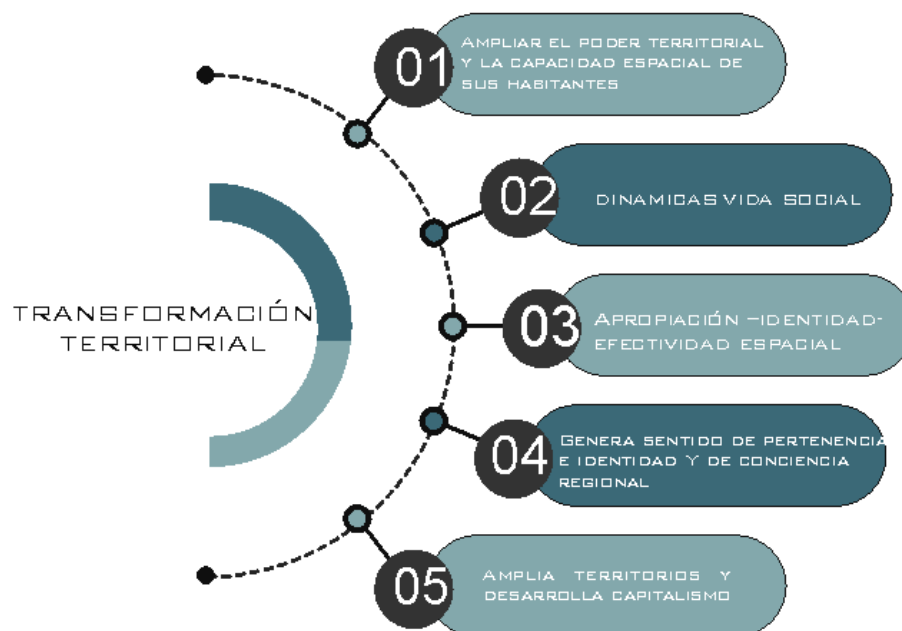 TRANSFORMACIÓN
TERRITORIAL
01
AMPLIAR EL PODER TERRITORIAL
Y LA CAPACIDAD ESPACIAL DE
SUS HABITANTES
02
DINAMICAS VIDA SOCIAL
03
APROPIACIÓN –IDENTIDAD-
EFECTIVIDAD ESPACIAL
04
GENERA SENTIDO DE PERTENENCIA
E IDENTIDAD Y DE CONCIENCIA
REGIONAL
05
AMPLIA TERRITORIOS Y
DESARROLLA CAPITALISMO